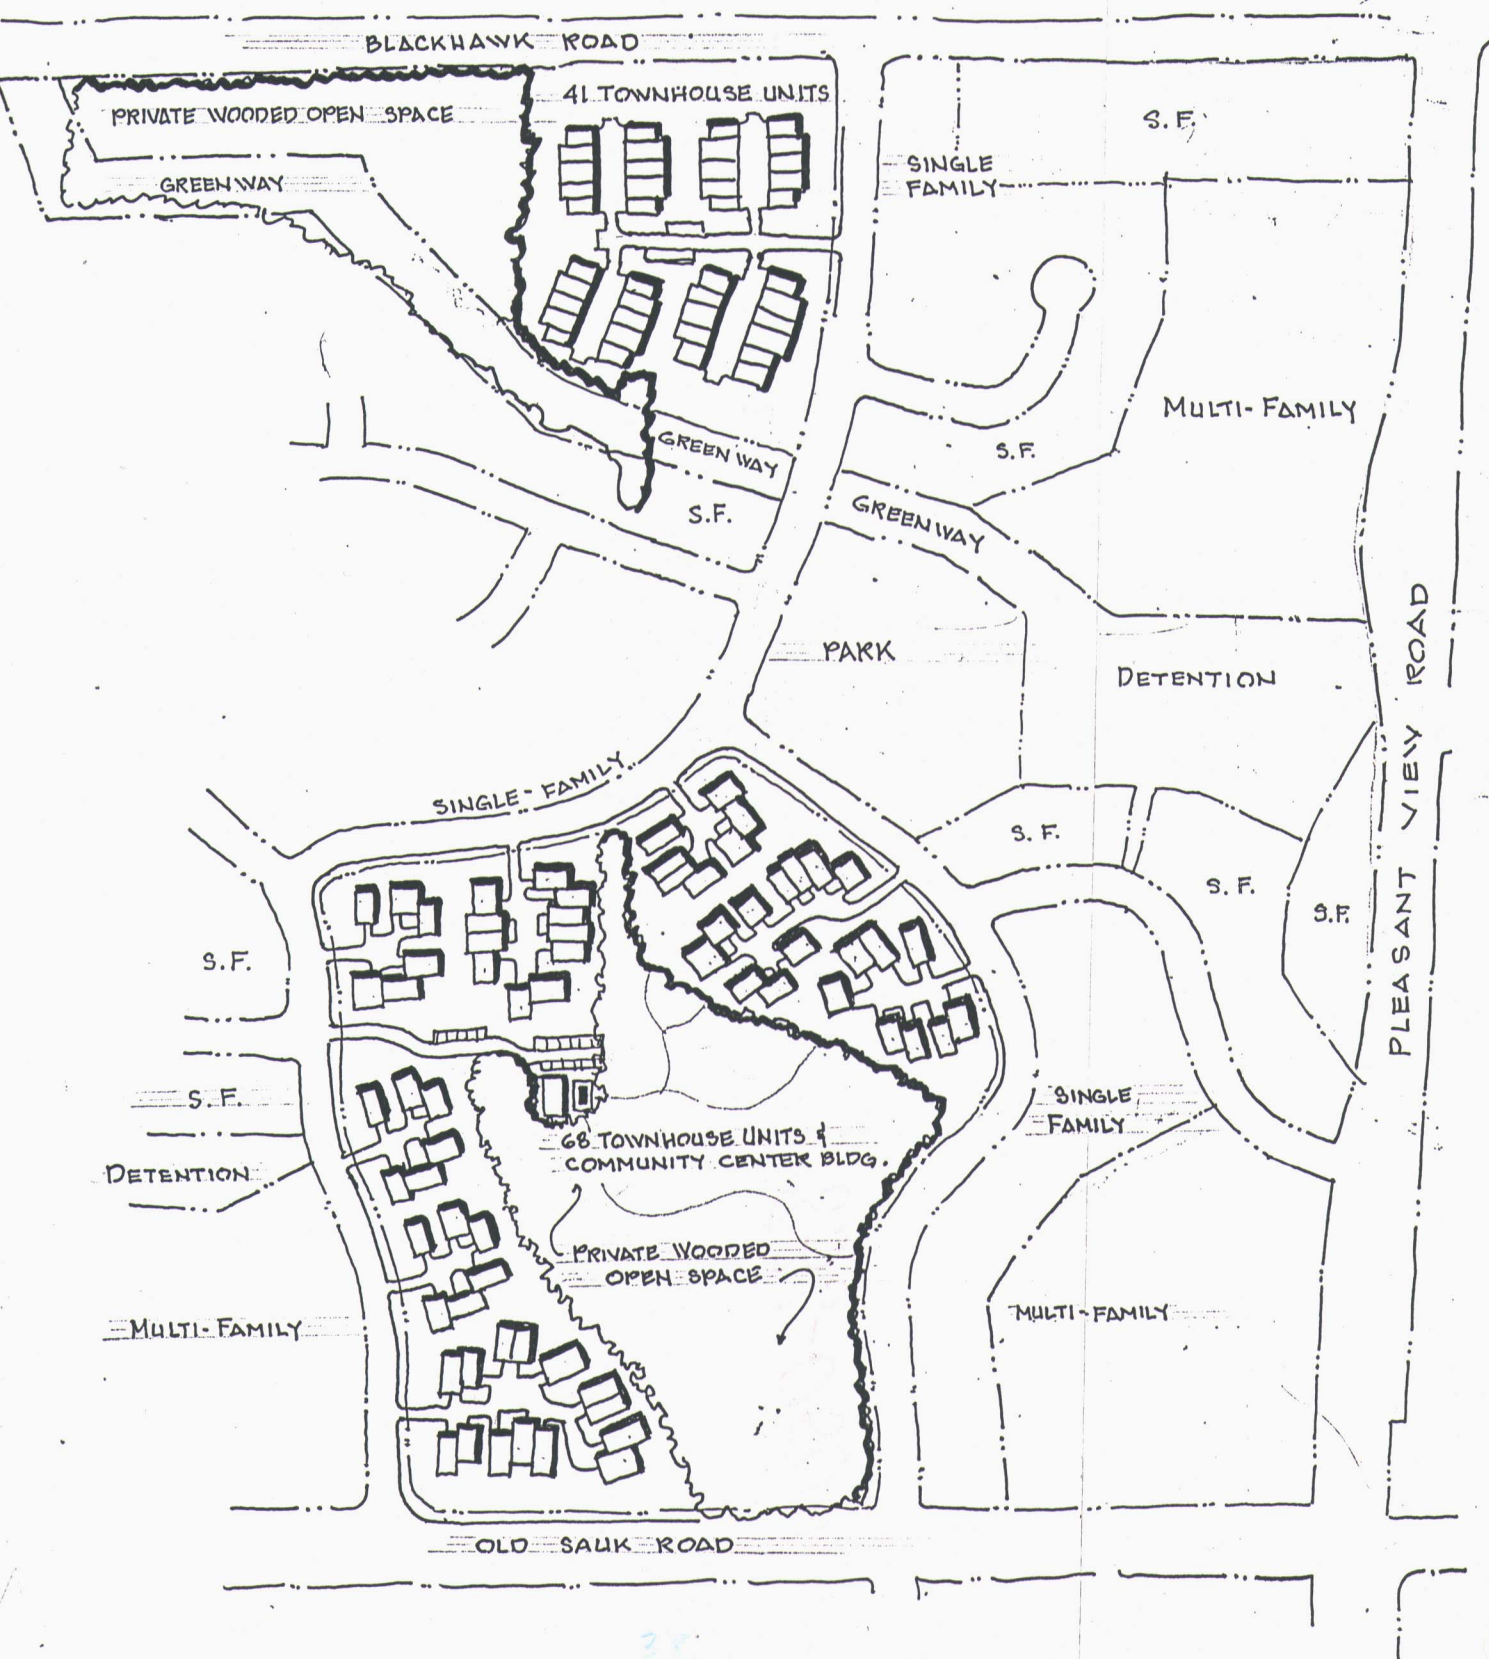 BLACKHAWK ROAD
41 TOWNHOUSE UNITS
PRIVATE WOODED OPEN SPACE
S.F.
SINGLE
FAMILY
GREENWAY
MULTI-FAMILY
GREENWAY
S.F.
S.F.
GREENWAY
PARK
DETENTION
PLEASANT VIEW ROAD
SINGLE-FAMILY
S.F.
S.F.
S.F.
S.F.
S.F.
SINGLE
FAMILY
68 TOWNHOUSE UNITS &
COMMUNITY CENTER BLDG.
DETENTION
PRIVATE WOODED
OPEN SPACE
MULTI-FAMILY
MULTI-FAMILY
OLD SAUK ROAD